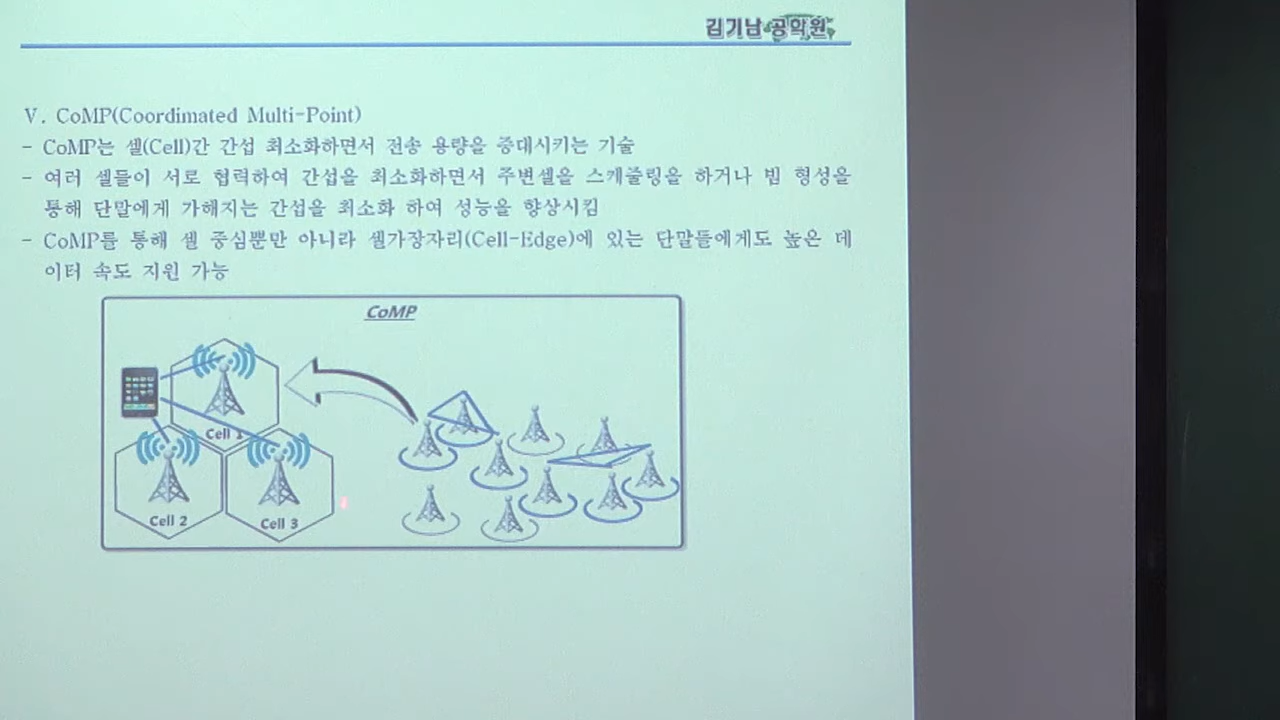 김기남 공학원
V. CoMP(Coordimated Multi-Point)
- CoMP는 셀(Cell)간 간섭 최소화하면서 전송 용량을 증대시키는 기술
- 여러 셀들이 서로 협력하여 간섭을 최소화하면서 주변셀을 스케줄링을 하거나 빔 형성을
통해 단말에게 가해지는 간섭을 최소화 하여 성능을 향상시킴
- CoMP를 통해 셀 중심뿐만 아니라 셀가장자리(Cell-Edge)에 있는 단말들에게도 높은 데
이터 속도 지원 가능
CoMP
Cell 1
Cell 2
Cell 3